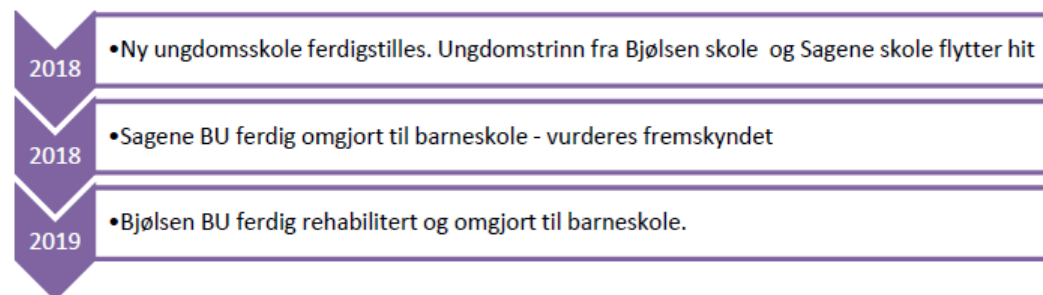 2018
•Ny ungdomsskole ferdigstilles. Ungdomstrinn fra Bjølsen skole  og Sagene skole flytter hit
2018
•Sagene BU ferdig omgjort til barneskole - vurderes fremskyndet
2019
•Bjølsen BU ferdig rehabilitert og omgjort til barneskole.